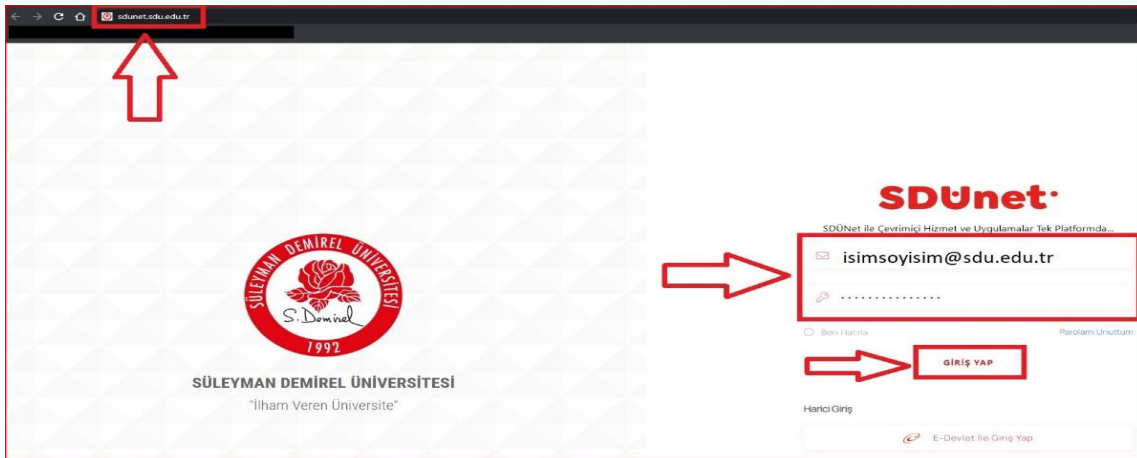 sdunet.sdu.edu.tr
SDÜnet
SDÜNet ile Çevrimiçi Hizmet ve Uygulamalar Tek Platformda...
isimsoyisim@sdu.edu.tr
Beni Hatırla
Parolamı Unuttum
GİRİŞ YAP
Harici Giriş
E-Devlet İle Giriş Yap
SÜLEYMAN DEMİREL ÜNİVERSİTESİ
S. Demirel
1992
SÜLEYMAN DEMİREL ÜNİVERSİTESİ
"İlham Veren Üniversite"